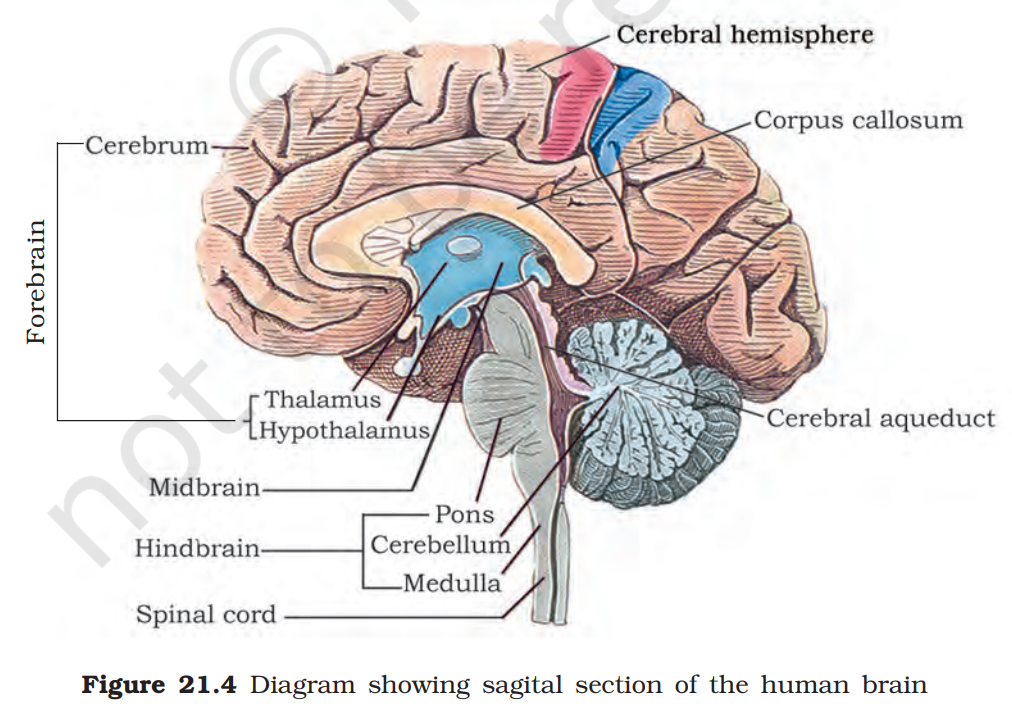 Cerebral hemisphere
Corpus callosum
Cerebrum
Forebrain
Thalamus
Hypothalamus
Cerebral aqueduct
Midbrain
Pons
Hindbrain
Cerebellum
Medulla
Spinal cord
Figure 21.4 Diagram showing sagital section of the human brain
© 
not